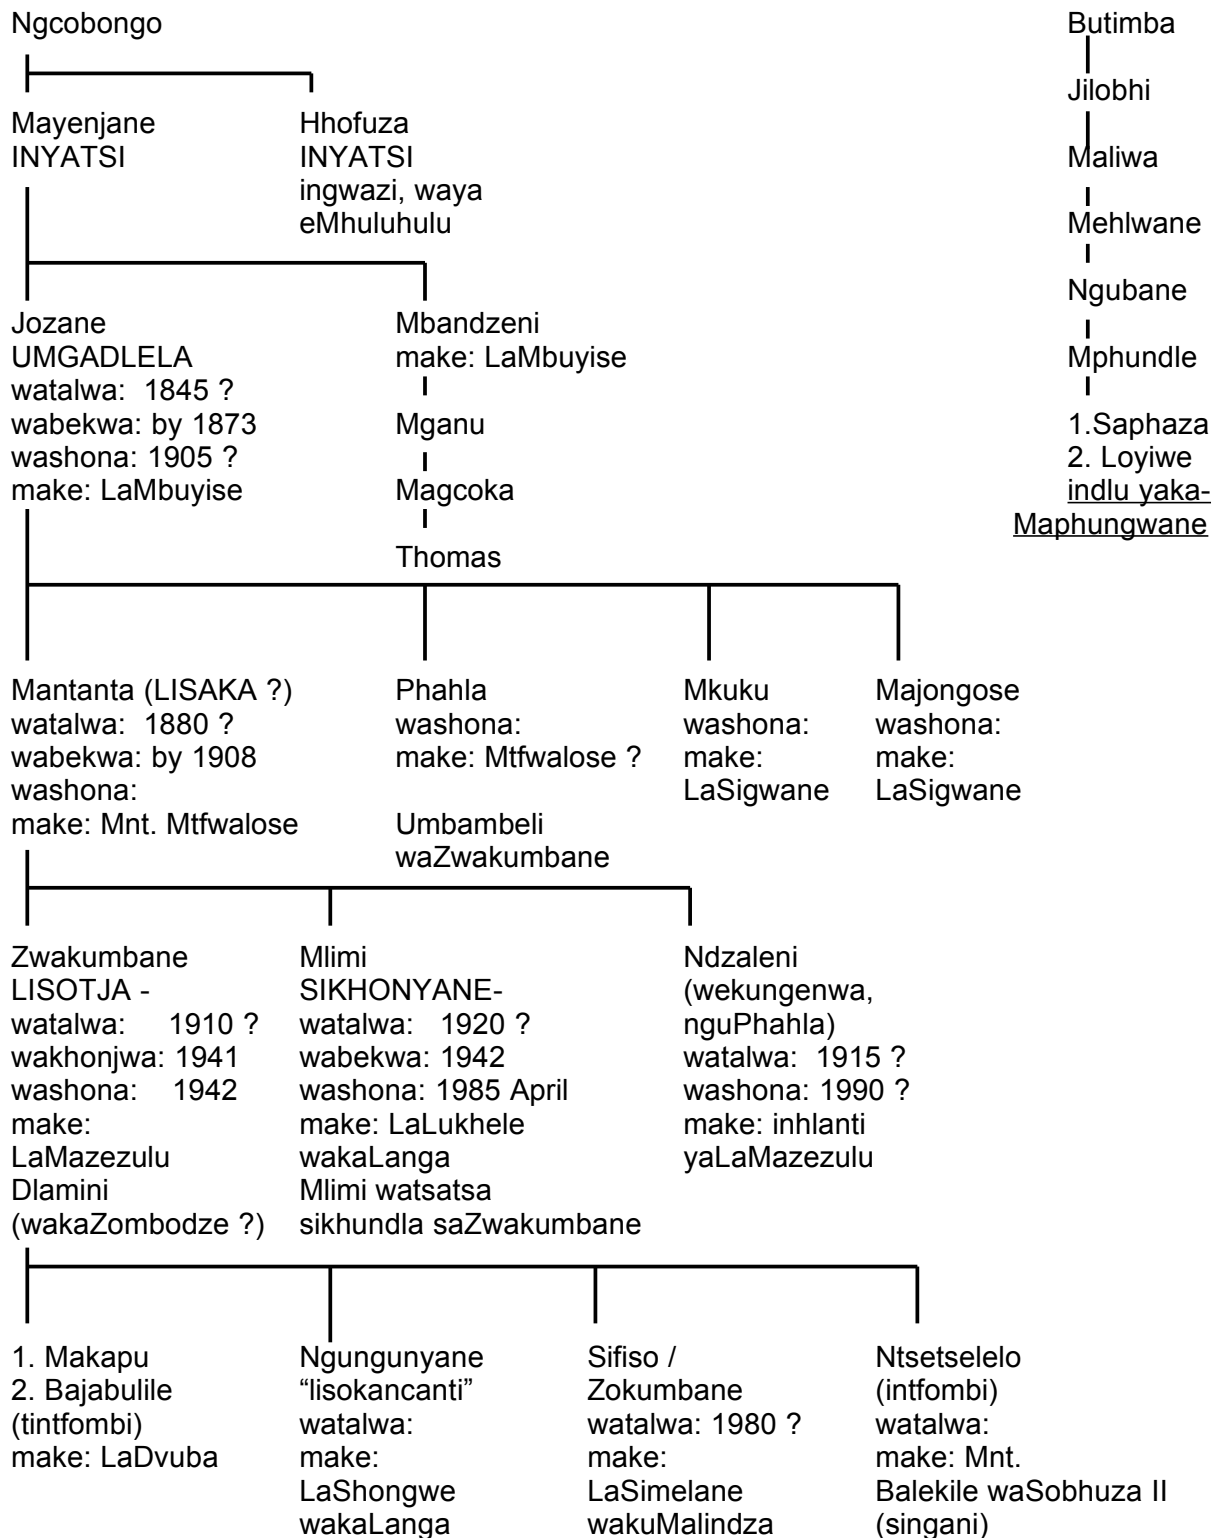 Ngcobongo
Butimba
Jilobhi
Mayenjane
INYATSI
Hhofuza
INYATSI
ingwazi, waya
eMhuluhulu
Maliwa
Mehlwane
Ngubane
Jozane
UMGADLELA
watalwa: 1845 ?
wabekwa: by 1873
washona: 1905 ?
make: LaMbuyise
Mbandzeni
make: LaMbuyise
Mganu
Magcoka
Thomas
Mphundle
1.Saphaza
2. Loyiwe
indlu yaka-
Maphungwane
Mantanta (LISAKA ?)
watalwa: 1880 ?
wabekwa: by 1908
washona:
make: Mnt. Mtfwalose
Phahla
washona:
make: Mtfwalose ?
Umbambeli
waZwakumbane
Mkuku
washona:
make:
LaSigwane
Majongose
washona:
make:
LaSigwane
Zwakumbane
LISOTJA -
watalwa: 1910 ?
wakhonjwa: 1941
washona: 1942
make:
LaMazezulu
Dlamini
(wakaZombodze ?)
Mlimi
SIKHONYANE-
watalwa: 1920 ?
wabekwa: 1942
washona: 1985 April
make: LaLukhele
wakaLanga
Mlimi watsatsa
sikhundla saZwakumbane
Ndzaleni
(wekungenwa,
nguPhahla)
watalwa: 1915 ?
washona: 1990 ?
make: inhlanti
yaLaMazezulu
1. Makapu
2. Bajabulile
(tintfombi)
make: LaDvuba
Ngungunyane
“lisokancanti”
watalwa:
make:
LaShongwe
wakaLanga
Sifiso /
Zokumbane
watalwa: 1980 ?
make:
LaSimelane
wakuMalindza
Ntsetselelo
(intfombi)
watalwa:
make: Mnt.
Balekile waSobhuza II
(singani)